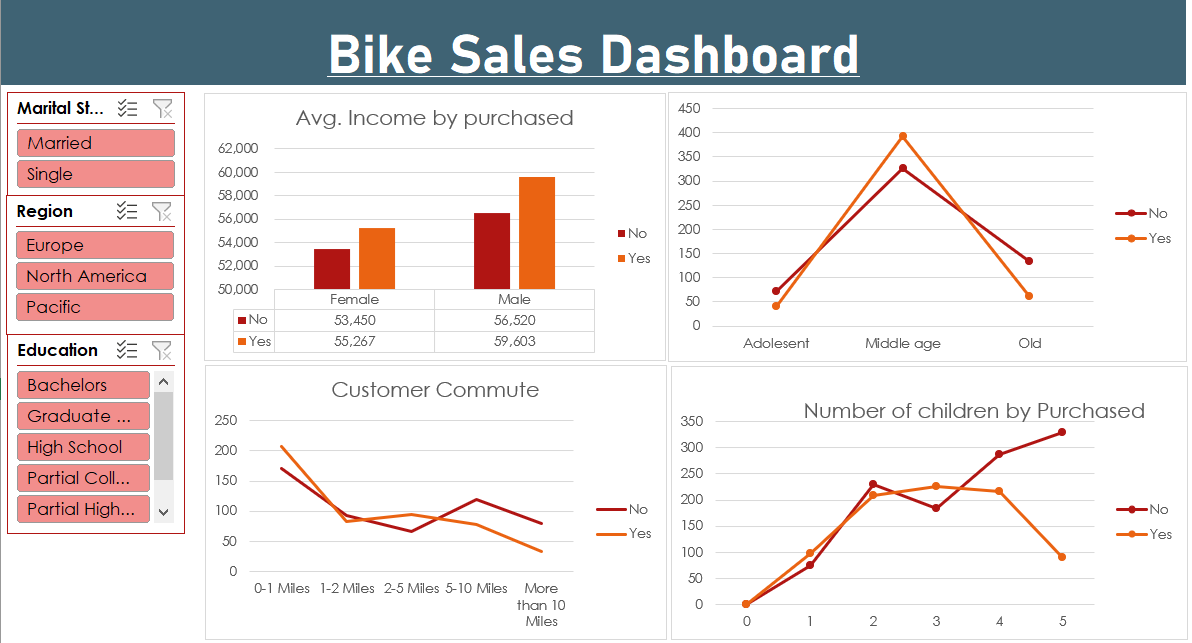 Bike Sales Dashboard
Marital St...
Married
Single
Region
Europe
North America
Pacific
Education
Bachelors
Graduate ...
High School
Partial Coll...
Partial High...
Avg. Income by purchased
62,000
60,000
58,000
56,000
54,000
52,000
50,000
Female Male
No 53,450 56,520
Yes 55,267 59,603
No
Yes
450
400
350
300
250
200
150
100
50
0
Adolesent Middle age Old
No
Yes
Customer Commute
250
200
150
100
50
0
0-1 Miles 1-2 Miles 2-5 Miles 5-10 Miles More
than 10
Miles
No
Yes
Number of children by Purchased
350
300
250
200
150
100
50
0
0 1 2 3 4 5
No
Yes